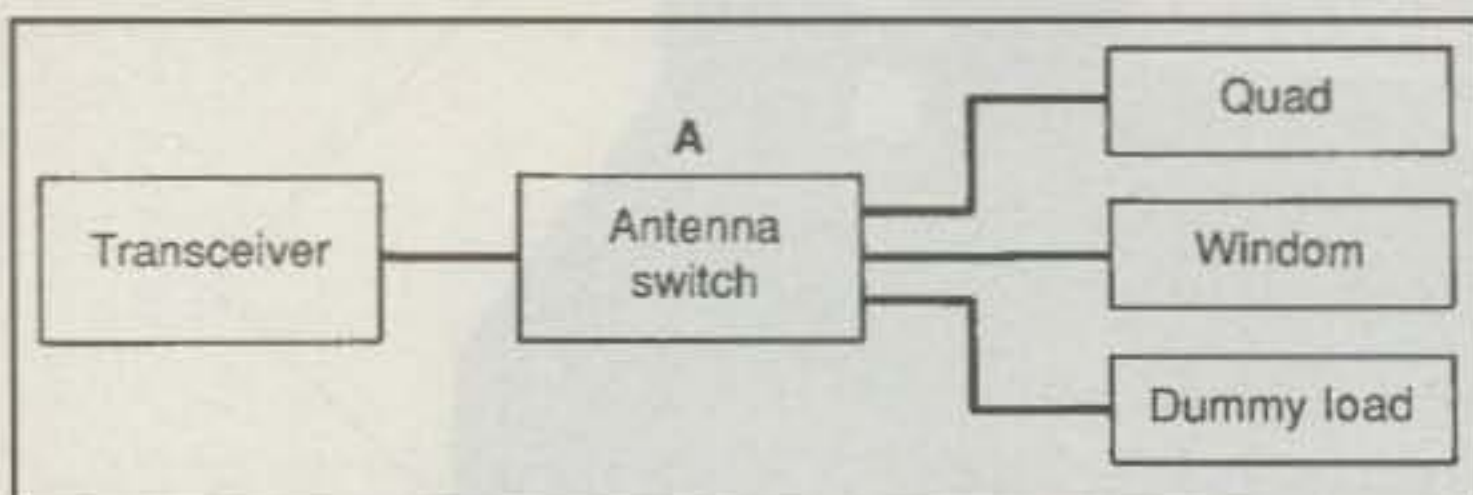 Quad
A
Transceiver
Antenna
switch
Windom
Dummy load